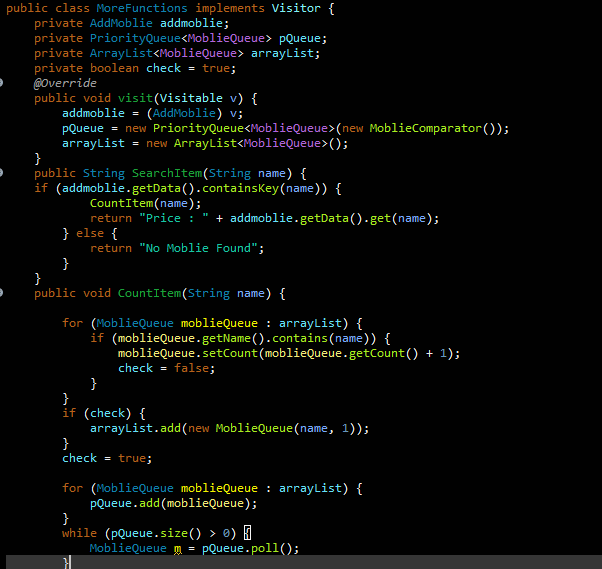 public class MoreFunctions implements Visitor {
    private AddMoblie addmoblie;
    private PriorityQueue<MoblieQueue> pQueue;
    private ArrayList<MoblieQueue> arrayList;
    private boolean check = true;
    @Override
    public void visit(Visitable v) {
        addmoblie = (AddMoblie) v;
        pQueue = new PriorityQueue<MoblieQueue>(new MoblieComparator());
        arrayList = new ArrayList<MoblieQueue>();
    }
    public String SearchItem(String name) {
    if (addmoblie.getData().containsKey(name)) {
            CountItem(name);
            return "Price : " + addmoblie.getData().get(name);
        } else {
            return "No Moblie Found";
        }
    }
    public void CountItem(String name) {

        for (MoblieQueue moblieQueue : arrayList) {
            if (moblieQueue.getName().contains(name)) {
                moblieQueue.setCount(moblieQueue.getCount() + 1);
                check = false;
            }
        }
        if (check) {
            arrayList.add(new MoblieQueue(name, 1));
        }
        check = true;

        for (MoblieQueue moblieQueue : arrayList) {
            pQueue.add(moblieQueue);
        }
        while (pQueue.size() > 0) {
            MoblieQueue m = pQueue.poll();
        }